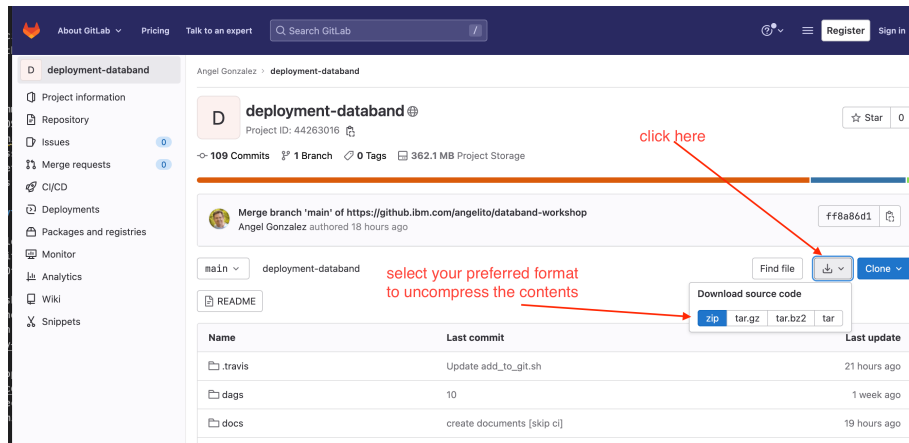 About GitLab Pricing Talk to an expert Search GitLab / Register Sign in
D deployment-databand
Project information
Repository
Issues 0
Merge requests 0
CI/CD
Deployments
Packages and registries
Monitor
Analytics
Wiki
Snippets
Angel Gonzalez > deployment-databand
D
deployment-databand
Project ID: 44263016
Star 0
click here
109 Commits 1 Branch 0 Tags 362.1 MB Project Storage
Merge branch 'main' of https://github.ibm.com/angelito/databand-workshop
Angel Gonzalez authored 18 hours ago
ff8a86d1
main deployment-databand
Find file Clone
select your preferred format
to uncompress the contents
Download source code
zip tar.gz tar.bz2 tar
README
Name Last commit Last update
.travis Update add_to_git.sh 21 hours ago
dags 10 1 week ago
docs create documents [skip ci] 19 hours ago